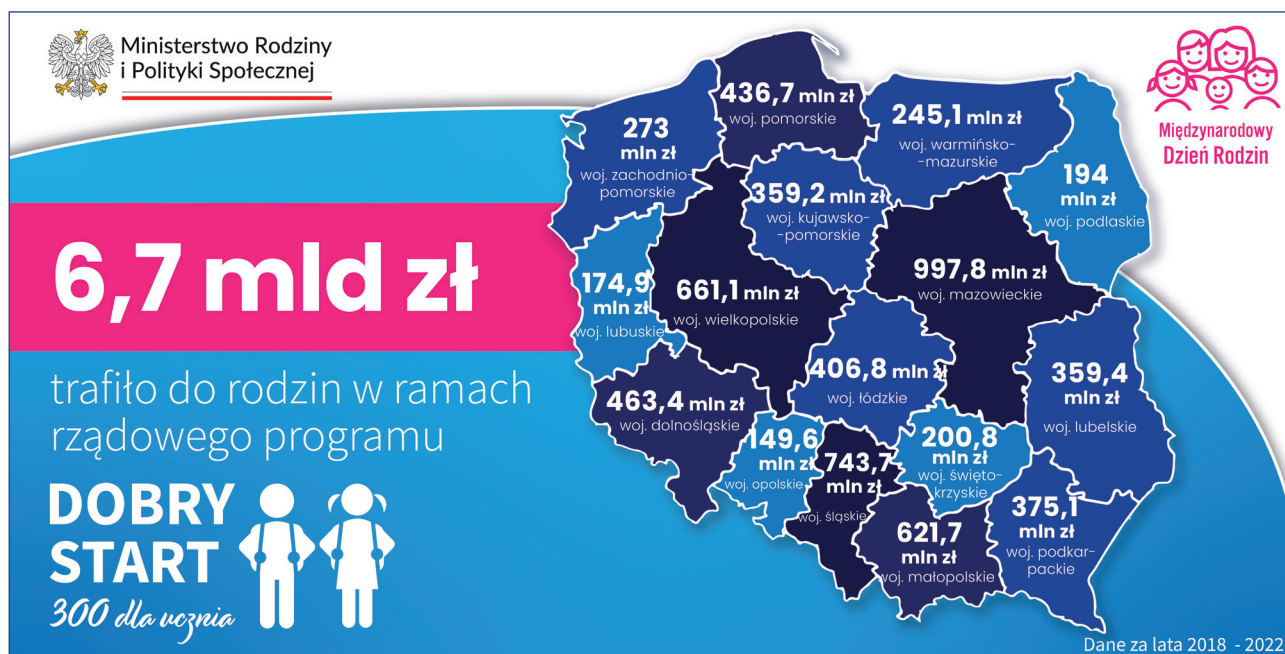 Ministerstwo Rodziny
i Polityki Społecznej
Międzynarodowy
Dzień Rodzin
6,7 mld zł
trafiło do rodzin w ramach
rządowego programu
DOBRY
START
300 dla ucznia
436,7 mln zł
woj. pomorskie
245,1 mln zł
woj. warmińsko-
-mazurskie
273
mln zł
woj. zachodnio-
pomorskie
359,2 mln zł
woj. kujawsko-
-pomorskie
194
mln zł
woj. podlaskie
174,9
mln zł
woj. lubuskie
661,1 mln zł
woj. wielkopolskie
997,8 mln zł
woj. mazowieckie
463,4 mln zł
woj. dolnośląskie
406,8 mln zł
woj. łódzkie
359,4
mln zł
woj. lubelskie
149,6
mln zł
woj. opolskie
743,7
mln zł
woj. śląskie
200,8
mln zł
woj. święto-
krzyskie
621,7
mln zł
woj. małopolskie
375,1
mln zł
woj. podkar-
packie
Dane za lata 2018 - 2022